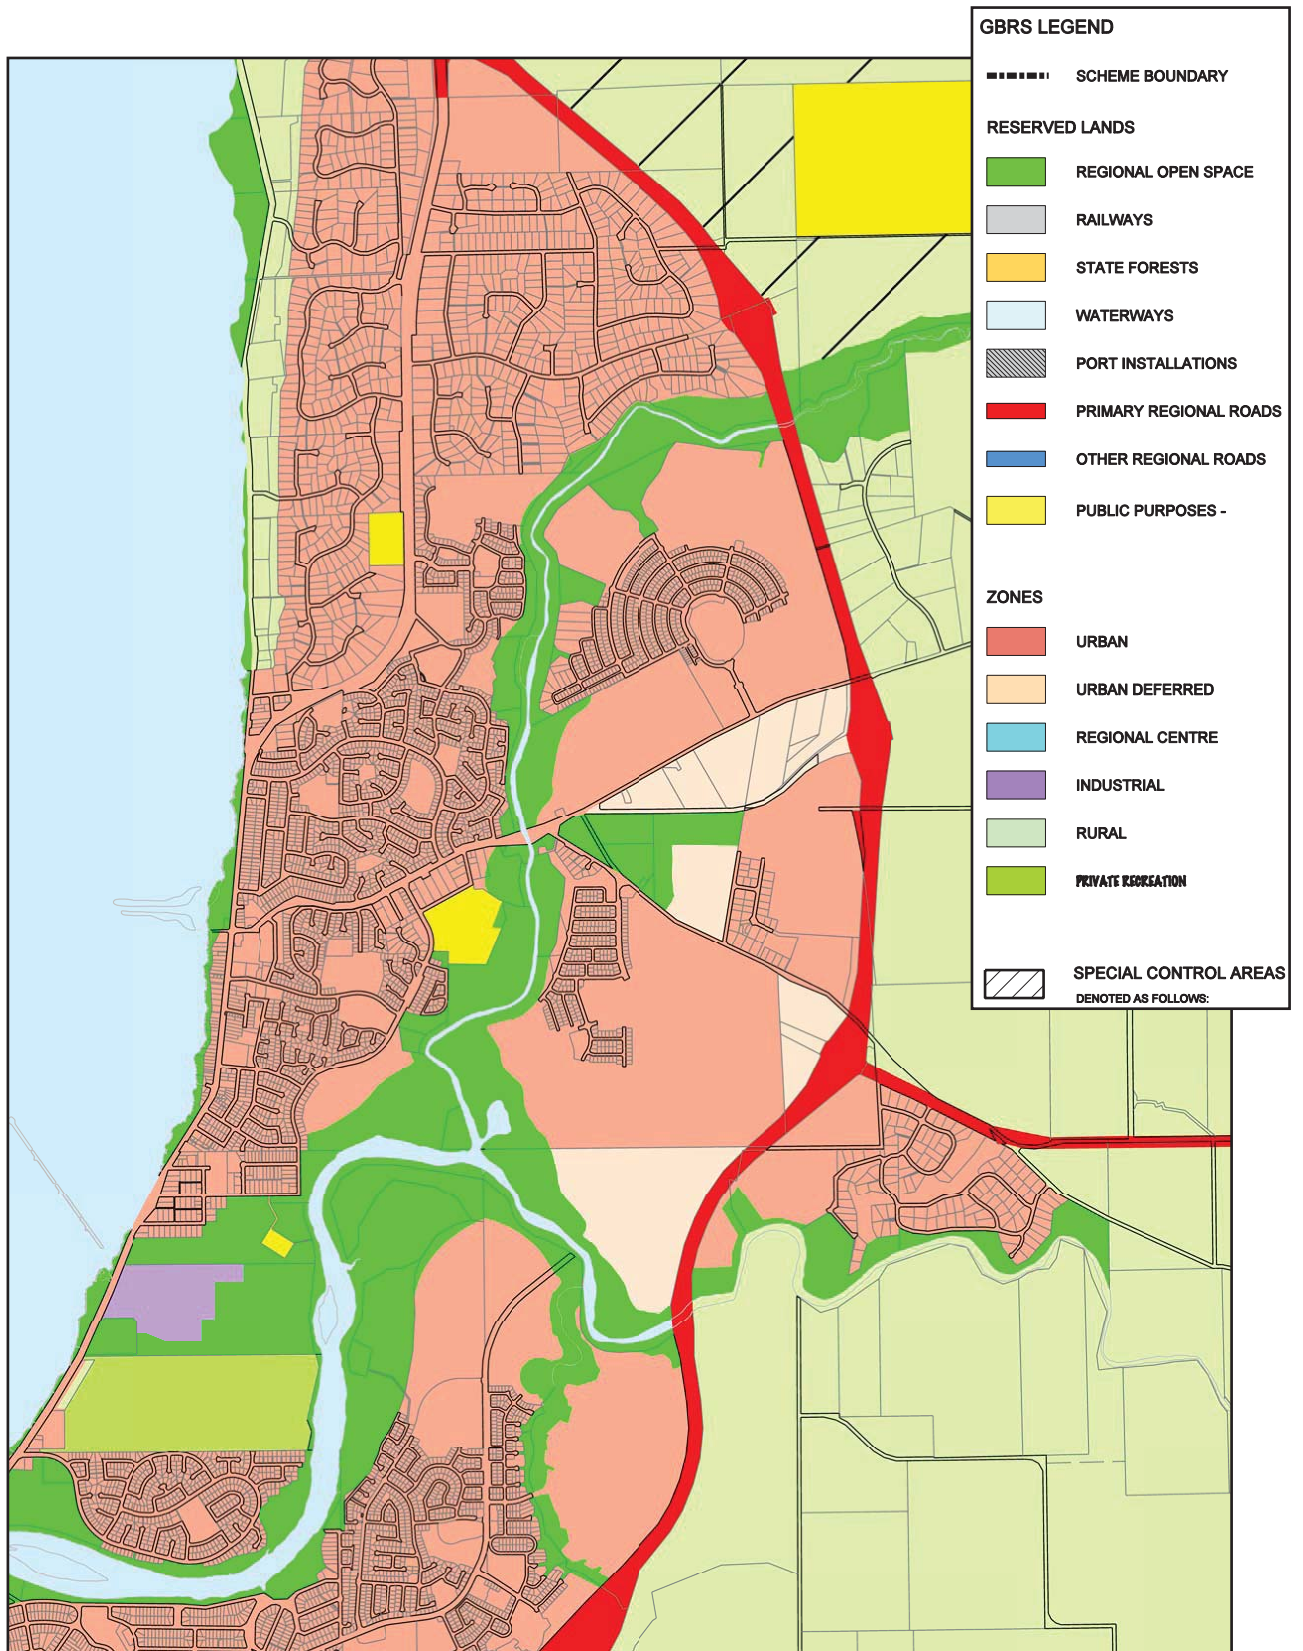 GBRS LEGEND
SCHEME BOUNDARY
RESERVED LANDS
REGIONAL OPEN SPACE
RAILWAYS
STATE FORESTS
WATERWAYS
PORT INSTALLATIONS
PRIMARY REGIONAL ROADS
OTHER REGIONAL ROADS
PUBLIC PURPOSES -
ZONES
URBAN
URBAN DEFERRED
REGIONAL CENTRE
INDUSTRIAL
RURAL
PRIVATE RECREATION
SPECIAL CONTROL AREAS
DENOTED AS FOLLOWS: